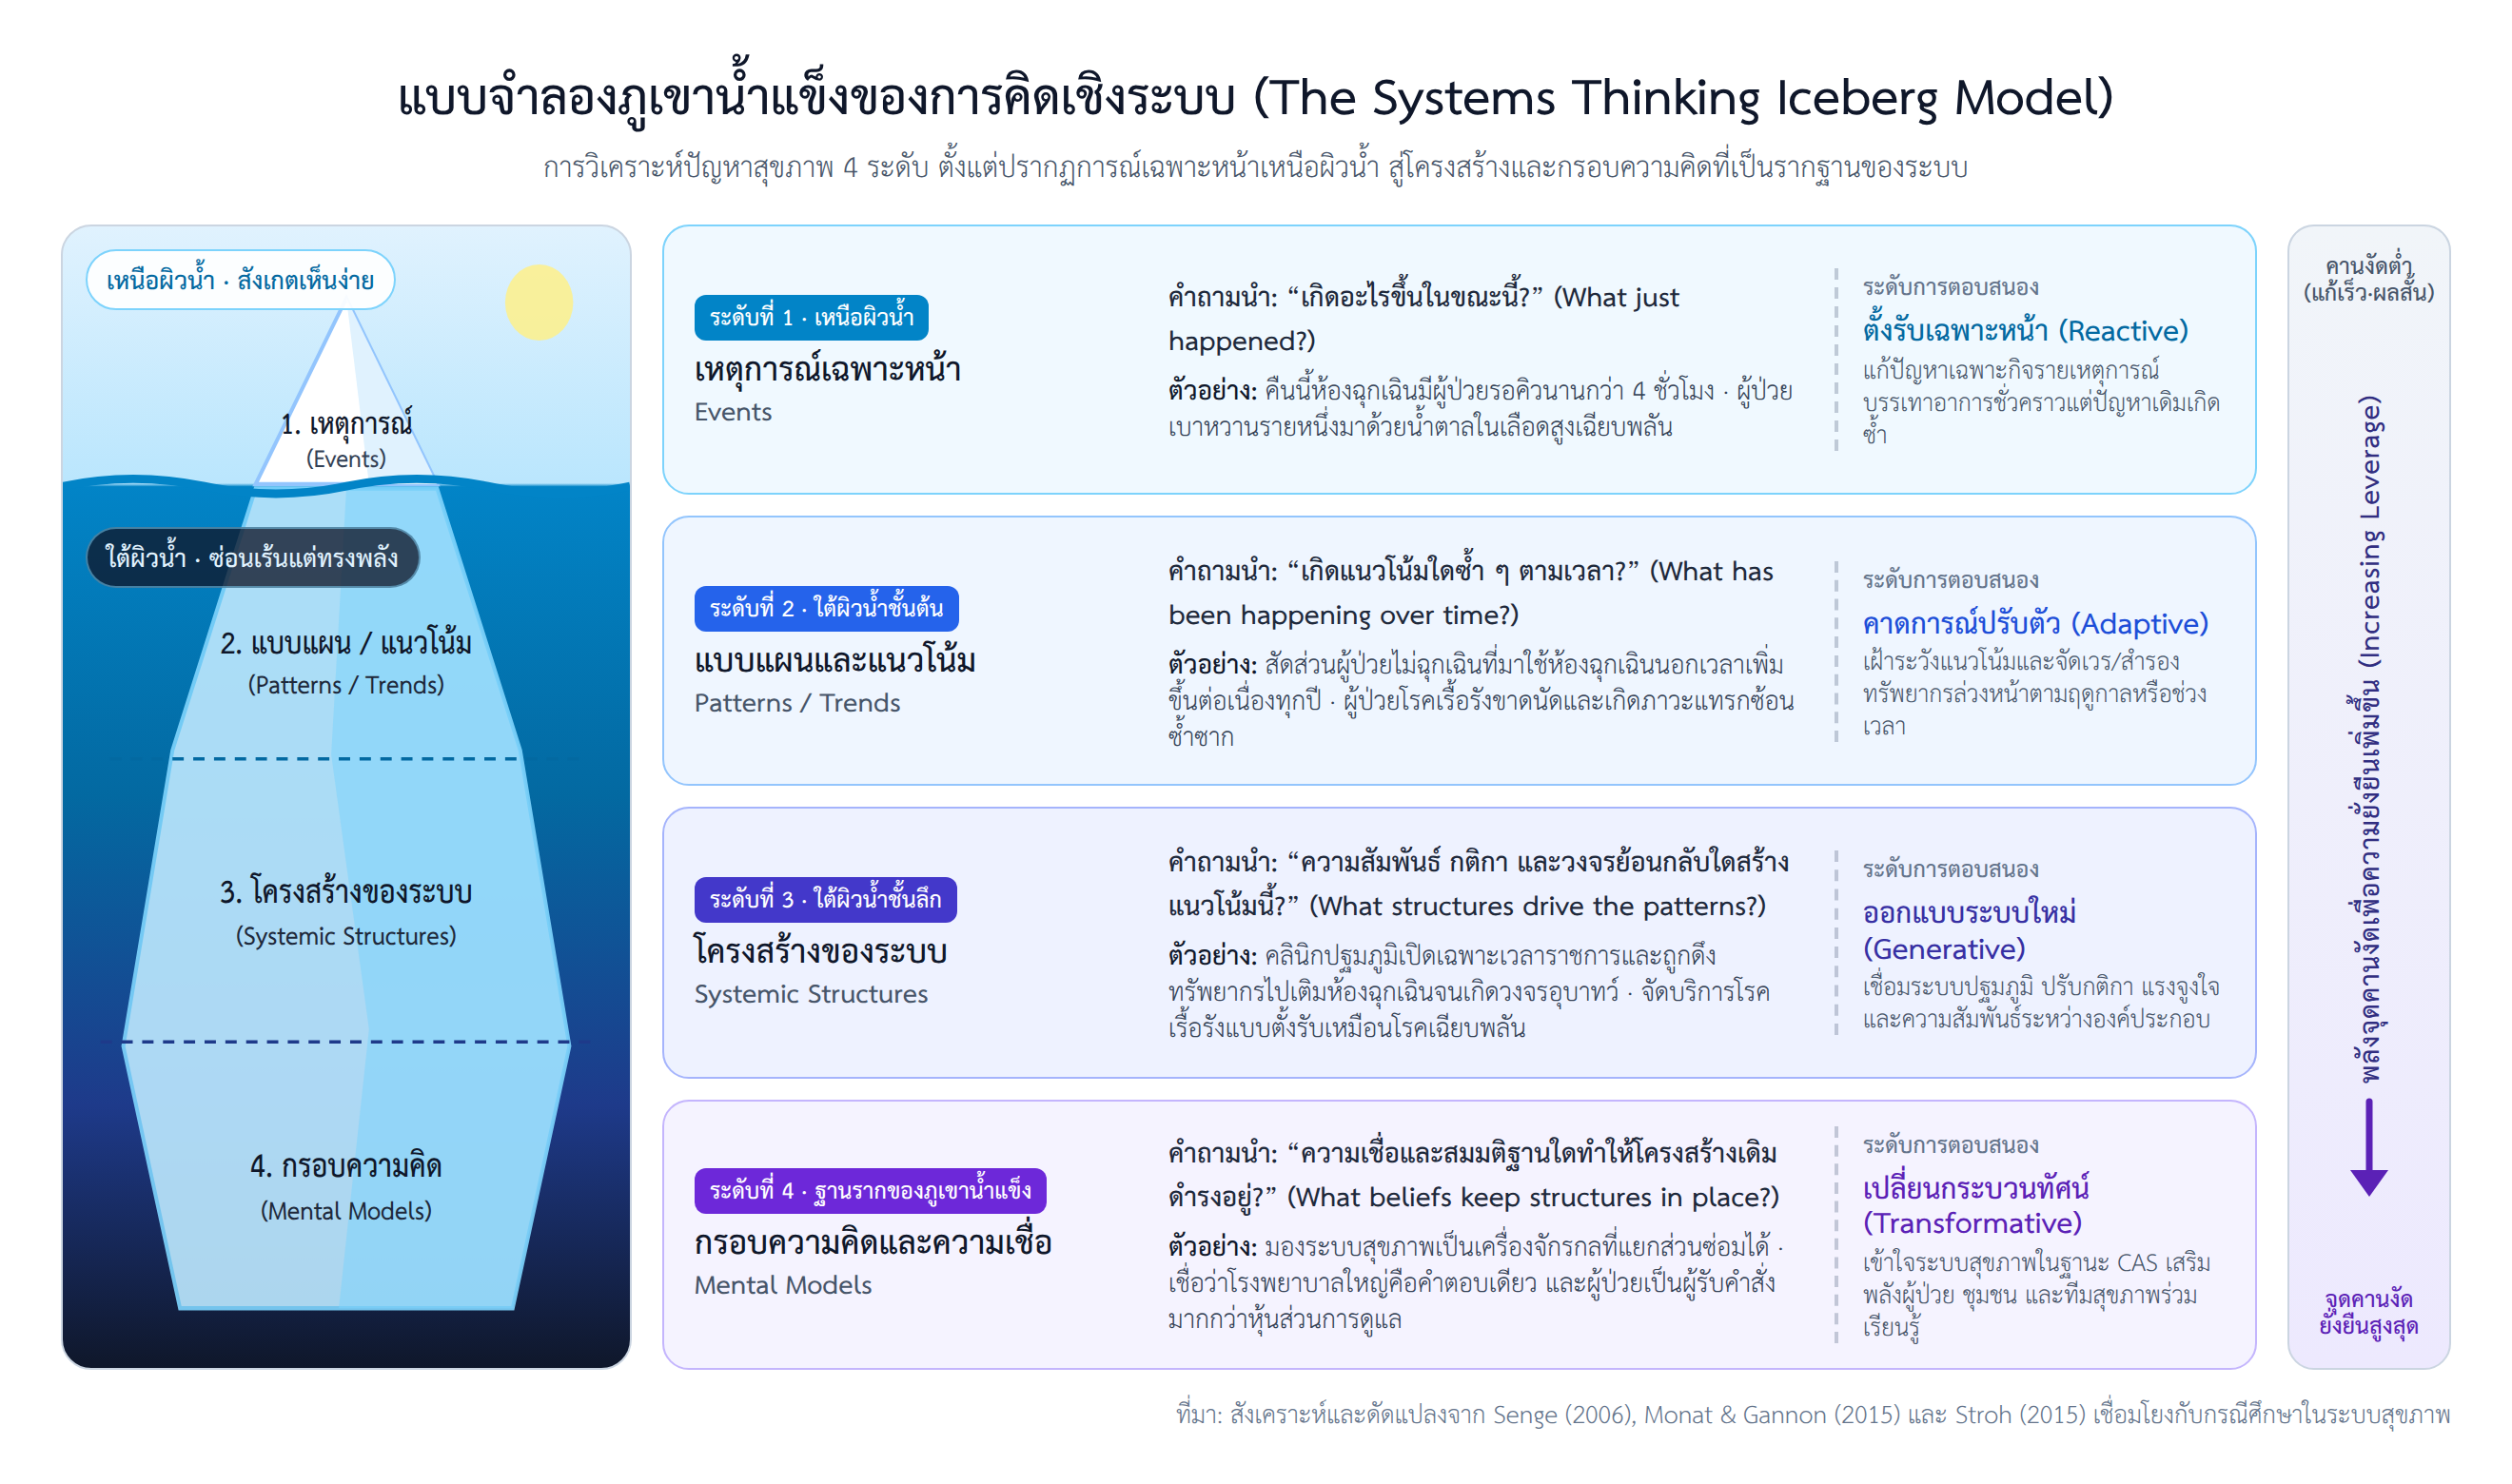 แบบจำลองภูเขาน้ำแข็งของการคิดเชิงระบบ (The Systems Thinking Iceberg Model)
การวิเคราะห์ปัญหาสุขภาพ 4 ระดับ ตั้งแต่ปรากฏการณ์เฉพาะหน้าเหนือผิวน้ำ สู่โครงสร้างและกรอบความคิดที่เป็นรากฐานของระบบ
เหนือผิวน้ำ · สังเกตเห็นง่าย
1. เหตุการณ์
(Events)
ใต้ผิวน้ำ · ซ่อนเร้นแต่ทรงพลัง
2. แบบแผน / แนวโน้ม
(Patterns / Trends)
3. โครงสร้างของระบบ
(Systemic Structures)
4. กรอบความคิด
(Mental Models)
ระดับที่ 1 · เหนือผิวน้ำ
เหตุการณ์เฉพาะหน้า
Events
คำถามนำ: “เกิดอะไรขึ้นในขณะนี้?” (What just
happened?)
ตัวอย่าง: คืนนี้ห้องฉุกเฉินมีผู้ป่วยรอคิวนานกว่า 4 ชั่วโมง · ผู้ป่วย
เบาหวานรายหนึ่งมาด้วยน้ำตาลในเลือดสูงเฉียบพลัน
ระดับการตอบสนอง
ตั้งรับเฉพาะหน้า (Reactive)
แก้ปัญหาเฉพาะกิจรายเหตุการณ์
บรรเทาอาการชั่วคราวแต่ปัญหาเดิมเกิด
ซ้ำ
ระดับที่ 2 · ใต้ผิวน้ำชั้นต้น
แบบแผนและแนวโน้ม
Patterns / Trends
คำถามนำ: “เกิดแนวโน้มใดซ้ำ ๆ ตามเวลา?” (What has
been happening over time?)
ตัวอย่าง: สัดส่วนผู้ป่วยไม่ฉุกเฉินที่มาใช้ห้องฉุกเฉินนอกเวลาเพิ่ม
ขึ้นต่อเนื่องทุกปี · ผู้ป่วยโรคเรื้อรังขาดนัดและเกิดภาวะแทรกซ้อน
ซ้ำซาก
ระดับการตอบสนอง
คาดการณ์ปรับตัว (Adaptive)
เฝ้าระวังแนวโน้มและจัดเวร/สำรอง
ทรัพยากรล่วงหน้าตามฤดูกาลหรือช่วง
เวลา
ระดับที่ 3 · ใต้ผิวน้ำชั้นลึก
โครงสร้างของระบบ
Systemic Structures
คำถามนำ: “ความสัมพันธ์ กติกา และวงจรย้อนกลับใดสร้าง
แนวโน้มนี้?” (What structures drive the patterns?)
ตัวอย่าง: คลินิกปฐมภูมิเปิดเฉพาะเวลาราชการและถูกดึง
ทรัพยากรไปเติมห้องฉุกเฉินจนเกิดวงจรอุบาทว์ · จัดบริการโรค
เรื้อรังแบบตั้งรับเหมือนโรคเฉียบพลัน
ระดับการตอบสนอง
ออกแบบระบบใหม่
(Generative)
เชื่อมระบบปฐมภูมิ ปรับกติกา แรงจูงใจ
และความสัมพันธ์ระหว่างองค์ประกอบ
ระดับที่ 4 · ฐานรากของภูเขาน้ำแข็ง
กรอบความคิดและความเชื่อ
Mental Models
คำถามนำ: “ความเชื่อและสมมติฐานใดทำให้โครงสร้างเดิม
ดำรงอยู่?” (What beliefs keep structures in place?)
ตัวอย่าง: มองระบบสุขภาพเป็นเครื่องจักรกลที่แยกส่วนซ่อมได้ ·
เชื่อว่าโรงพยาบาลใหญ่คือคำตอบเดียว และผู้ป่วยเป็นผู้รับคำสั่ง
มากกว่าหุ้นส่วนการดูแล
ระดับการตอบสนอง
เปลี่ยนกระบวนทัศน์
(Transformative)
เข้าใจระบบสุขภาพในฐานะ CAS เสริม
พลังผู้ป่วย ชุมชน และทีมสุขภาพร่วม
เรียนรู้
คานงัดต่ำ
(แก้เร็ว·ผลสั้น)
พลังจุดคานงัดเพื่อความยั่งยืนเพิ่มขึ้น (Increasing Leverage)
จุดคานงัด
ยั่งยืนสูงสุด
ที่มา: สังเคราะห์และดัดแปลงจาก Senge (2006), Monat & Gannon (2015) และ Stroh (2015) เชื่อมโยงกับกรณีศึกษาในระบบสุขภาพ